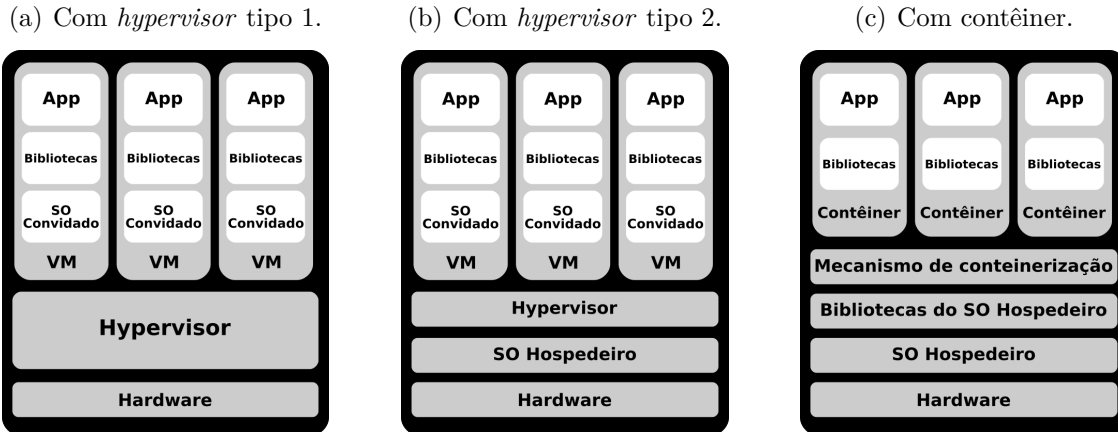 (a) Com hypervisor tipo 1.
App App App
Bibliotecas Bibliotecas Bibliotecas
SO SO SO
Convidado Convidado Convidado
VM VM VM
Hypervisor
Hardware
(b) Com hypervisor tipo 2.
App App App
Bibliotecas Bibliotecas Bibliotecas
SO SO SO
Convidado Convidado Convidado
VM VM VM
Hypervisor
SO Hospedeiro
Hardware
(c) Com contêiner.
App App App
Bibliotecas Bibliotecas Bibliotecas
Contêiner Contêiner Contêiner
Mecanismo de conteinerização
Bibliotecas do SO Hospedeiro
SO Hospedeiro
Hardware